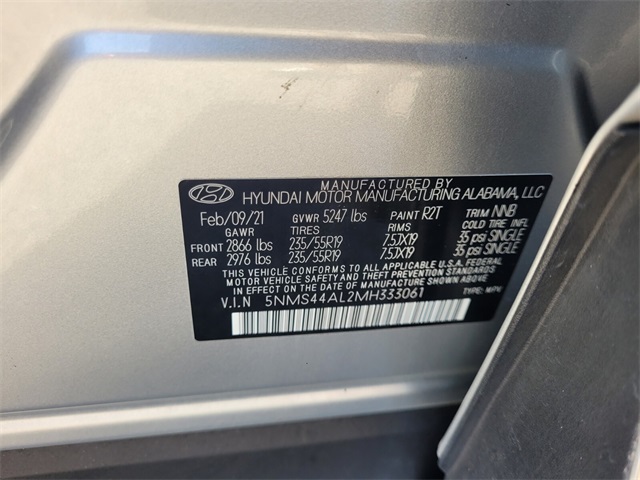 MANUFACTURED BY
HYUNDAI MOTOR MANUFACTURING ALABAMA, LLC
Feb/09/21 GVWR 5247 lbs PAINT R2T TRIM NNB
GAWR TIRES RIMS COLD TIRE INFL
FRONT 2866 lbs 235/55R19 7.5JX19 35 psi SINGLE
REAR 2976 lbs 235/55R19 7.5JX19 35 psi SINGLE
THIS VEHICLE CONFORMS TO ALL APPLICABLE U.S. FEDERAL
MOTOR VEHICLE SAFETY AND THEFT PREVENTION STANDARDS
IN EFFECT ON THE DATE OF MANUFACTURE SHOWN ABOVE
V.I.N 5NMS44AL2MH333061
TYPE: MPV